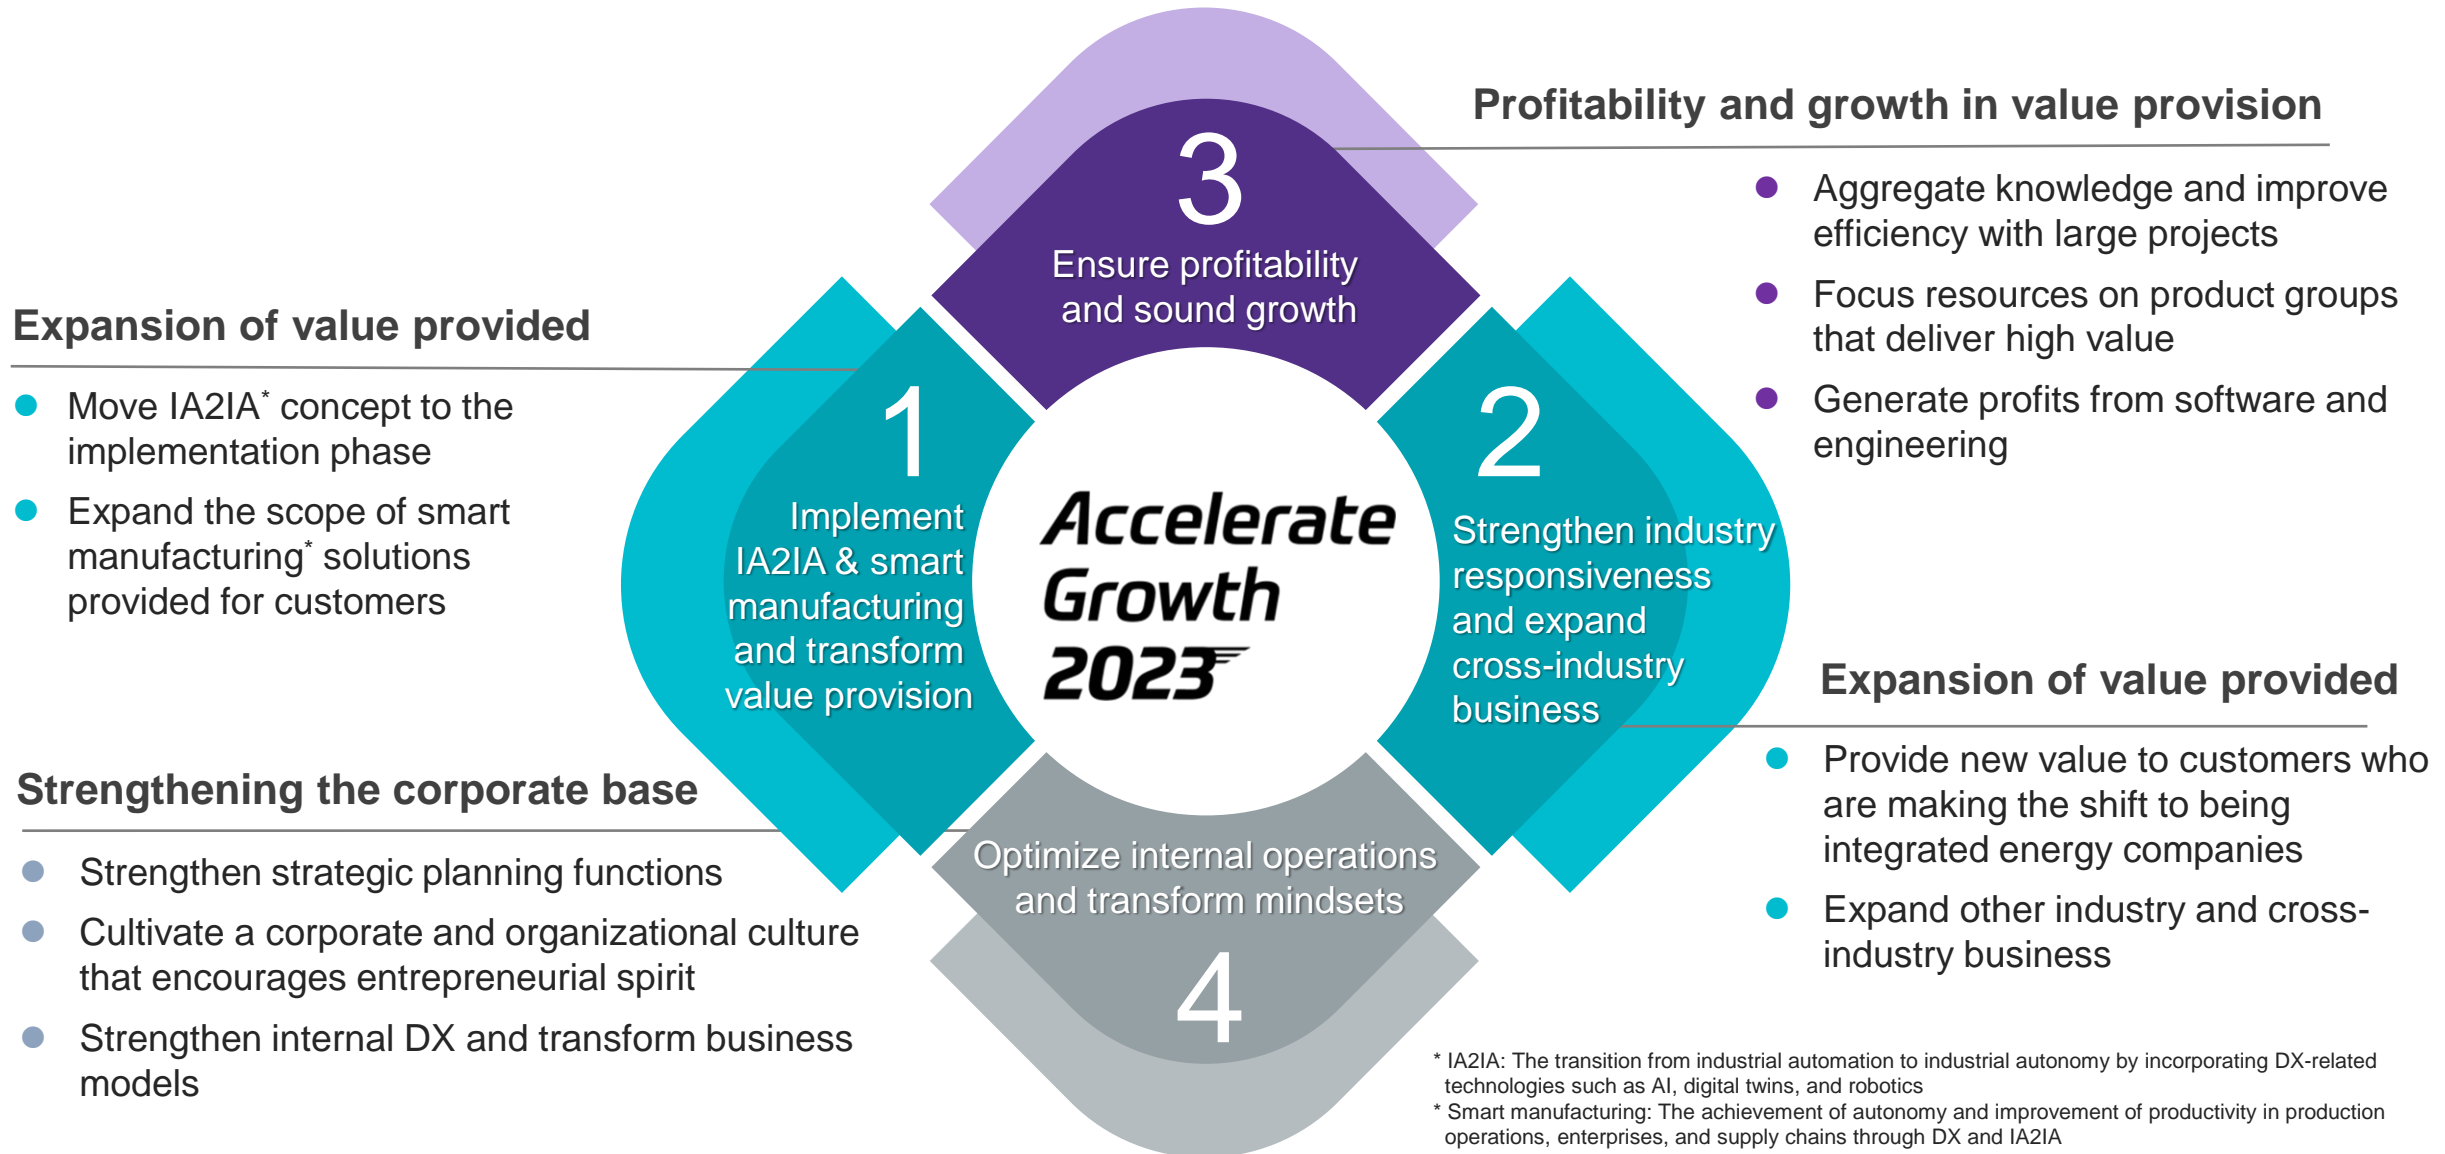 Profitability and growth in value provision
Aggregate knowledge and improve
efficiency with large projects
Focus resources on product groups
that deliver high value
Generate profits from software and
engineering
3
Ensure profitability
and sound growth
Expansion of value provided
Move IA2IA* concept to the
implementation phase
Expand the scope of smart
manufacturing* solutions
provided for customers
1
Implement
IA2IA & smart
manufacturing
and transform
value provision
Accelerate
Growth
2023
2
Strengthen industry
responsiveness
and expand
cross-industry
business
Expansion of value provided
Provide new value to customers who
are making the shift to being
integrated energy companies
Expand other industry and cross-
industry business
Strengthening the corporate base
Strengthen strategic planning functions
Cultivate a corporate and organizational culture
that encourages entrepreneurial spirit
Strengthen internal DX and transform business
models
Optimize internal operations
and transform mindsets
4
* IA2IA: The transition from industrial automation to industrial autonomy by incorporating DX-related
technologies such as AI, digital twins, and robotics
* Smart manufacturing: The achievement of autonomy and improvement of productivity in production
operations, enterprises, and supply chains through DX and IA2IA